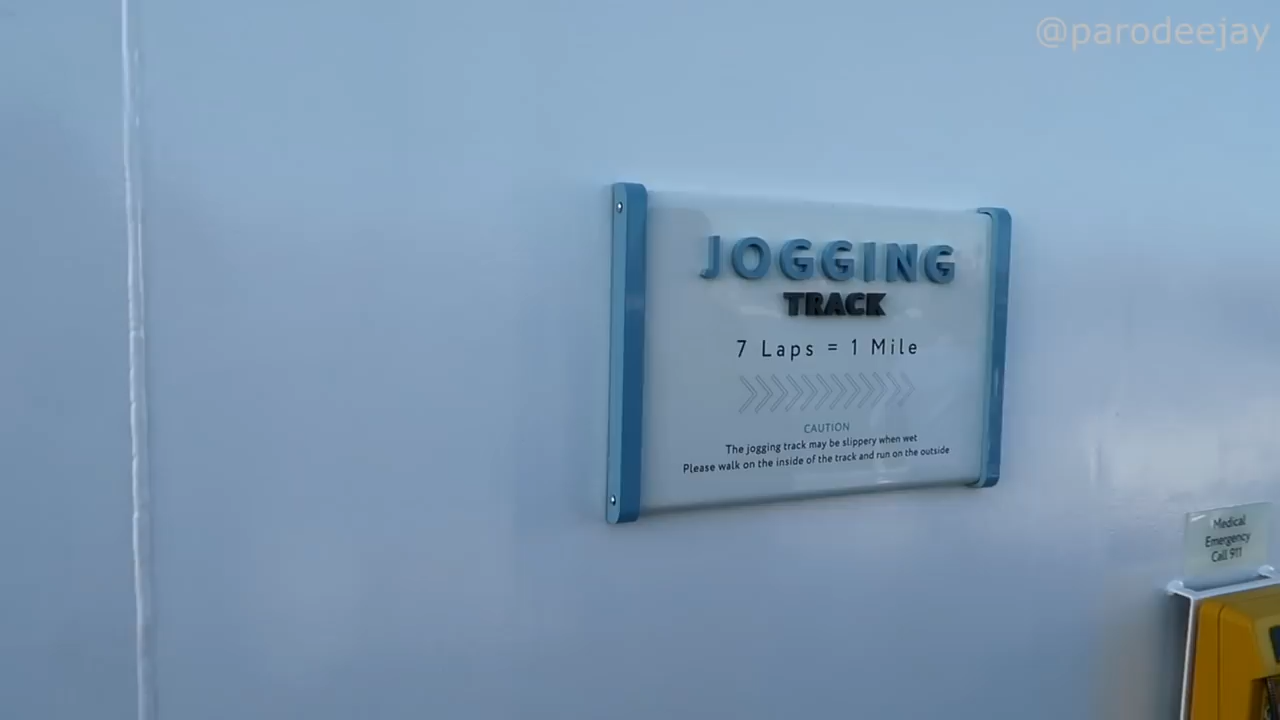 @parodeejay
JOGGING
TRACK
7 Laps = 1 Mile
CAUTION
The jogging track may be slippery when wet
Please walk on the inside of the track and run on the outside
Medical
Emergency
Call 911